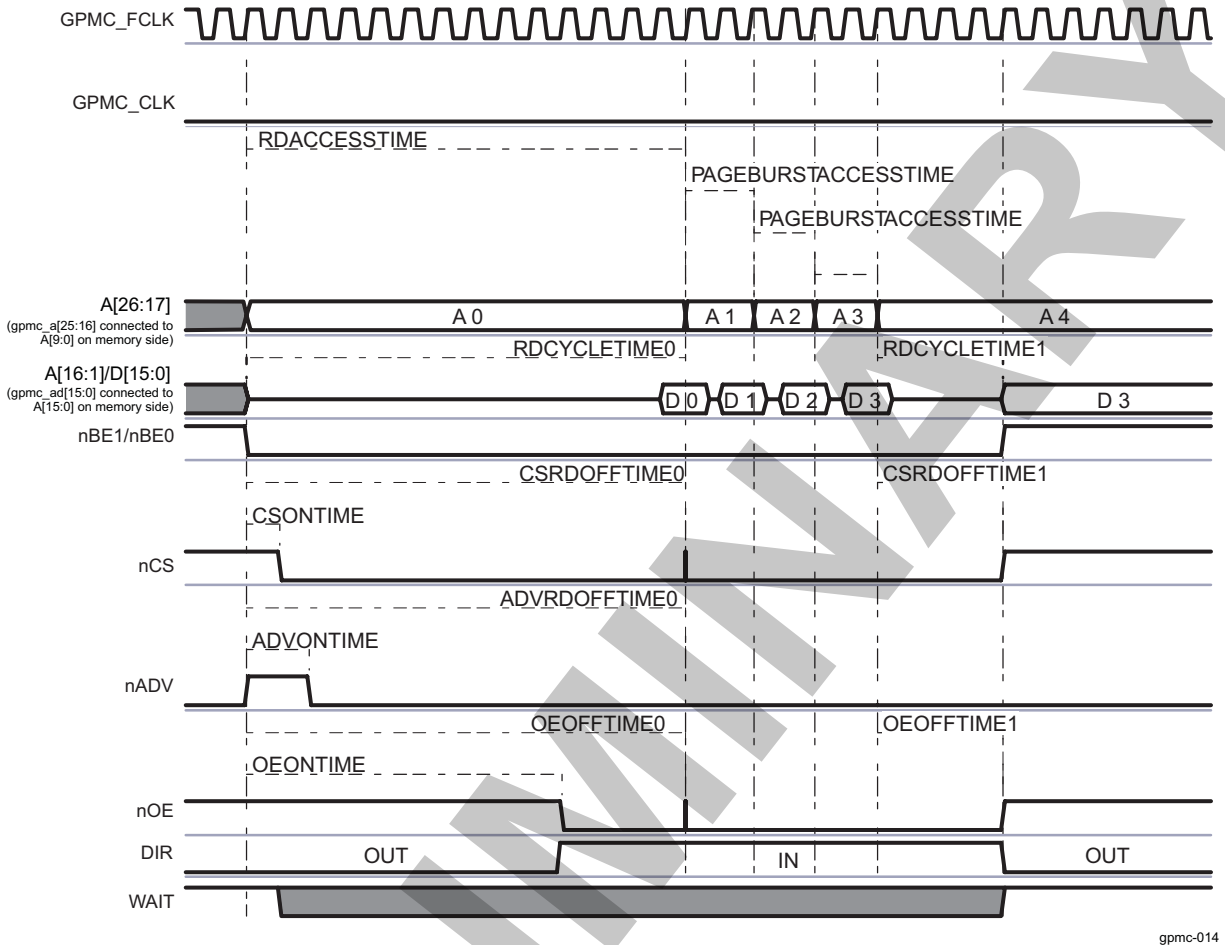 GPMC_FCLK
GPMC_CLK
RDACCESSTIME
PAGEBURSTACCESSTIME
PAGEBURSTACCESSTIME
A[26:17]
(gpmc_a[25:16] connected to
A[9:0] on memory side)
A 0
A 1
A 2
A 3
A 4
RDCYCLETIME0
RDCYCLETIME1
A[16:1]/D[15:0]
(gpmc_ad[15:0] connected to
A[15:0] on memory side)
D 0
D 1
D 2
D 3
D 3
nBE1/nBE0
CSRDOFFTIME0
CSRDOFFTIME1
CSONTIME
nCS
ADVRDOFFTIME0
ADVONTIME
nADV
OEOFFTIME0
OEOFFTIME1
OEONTIME
nOE
DIR
OUT
IN
OUT
WAIT
gpmc-014
IMINARY